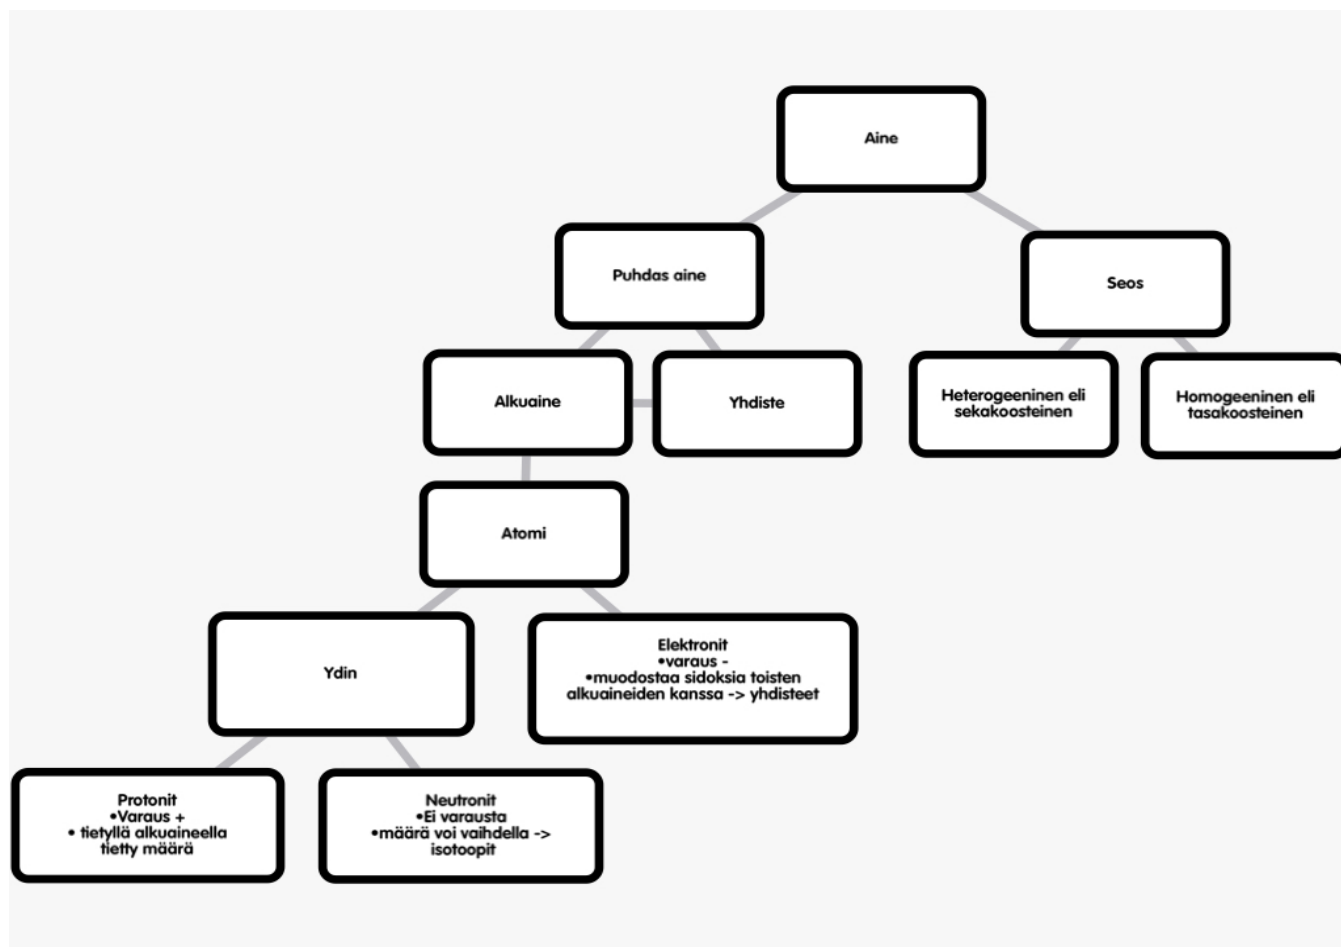 Aine
Puhdas aine
Seos
Alkuaine
Yhdiste
Heterogeeninen eli
sekakoosteinen
Homogeeninen eli
tasakoosteinen
Atomi
Ydin
Elektronit
•varaus -
•muodostaa sidoksia toisten
alkuaineiden kanssa -> yhdisteet
Protonit
•Varaus +
• tietyllä alkuaineella
tietty määrä
Neutronit
•Ei varausta
•määrä voi vaihdella ->
isotoopit